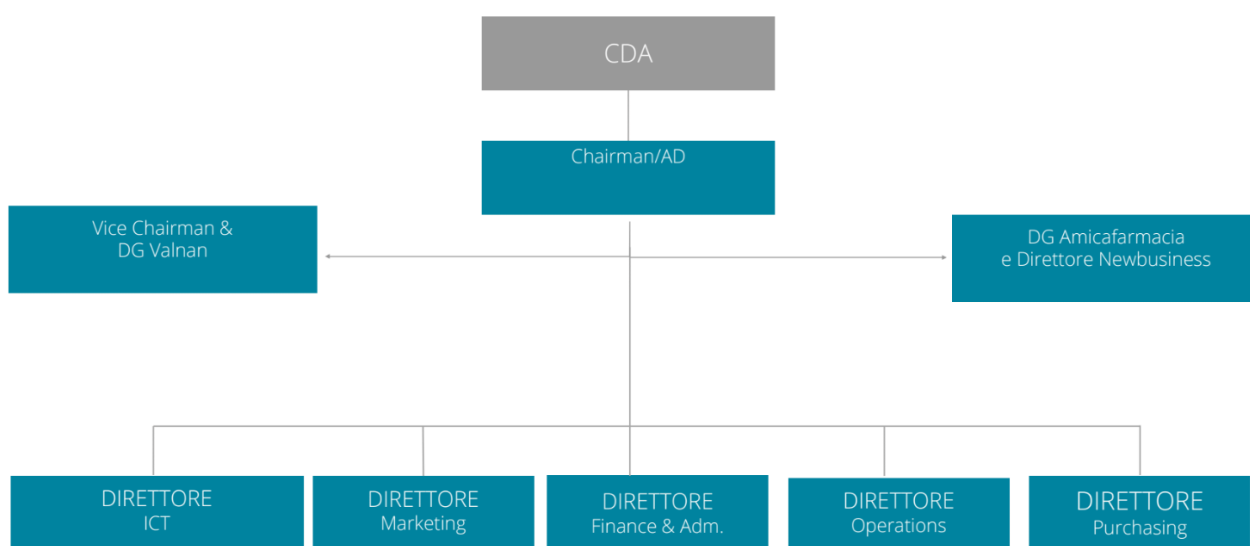 CDA
Chairman/AD
Vice Chairman &
DG Valnan
DG Amicafarmacia
e Direttore Newbusiness
DIRETTORE
ICT
DIRETTORE
Marketing
DIRETTORE
Finance & Adm.
DIRETTORE
Operations
DIRETTORE
Purchasing